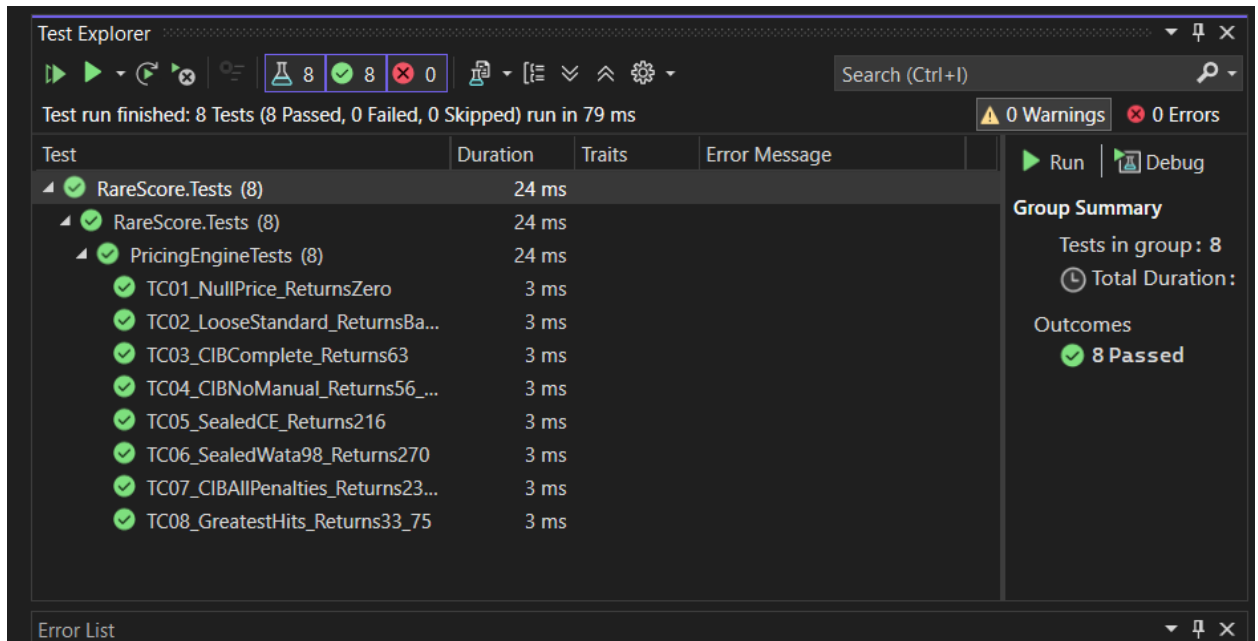 Test Explorer
8 8 0 Search (Ctrl+I)
Test run finished: 8 Tests (8 Passed, 0 Failed, 0 Skipped) run in 79 ms 0 Warnings 0 Errors
Test Duration Traits Error Message
Run Debug
RareScore.Tests (8) 24 ms
Group Summary
RareScore.Tests (8) 24 ms
Tests in group: 8
PricingEngineTests (8) 24 ms
Total Duration:
TC01_NullPrice_ReturnsZero 3 ms
TC02_LooseStandard_ReturnsBa... 3 ms
Outcomes
TC03_CIBComplete_Returns63 3 ms
8 Passed
TC04_CIBNoManual_Returns56_... 3 ms
TC05_SealedCE_Returns216 3 ms
TC06_SealedWata98_Returns270 3 ms
TC07_CIBAllPenalties_Returns23... 3 ms
TC08_GreatestHits_Returns33_75 3 ms
Error List